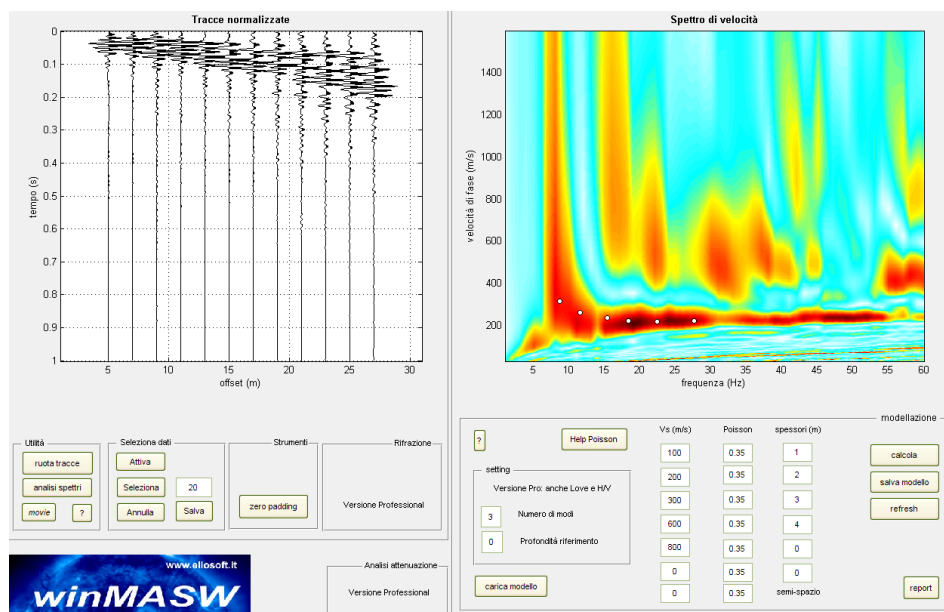 Tracce normalizzate
0
0.1
0.2
0.3
0.4
0.5
0.6
0.7
0.8
0.9
1
tempo (s)
5 10 15 20 25 30
offset (m)
Spettro di velocità
1600
1400
1200
1000
800
600
400
200
velocità di fase (m/s)
5 10 15 20 25 30 35 40 45 50 55 60
frequenza (Hz)
Utilità
ruota tracce
analisi spettri
movie ?
Seleziona dati
Attiva
Seleziona 20
Annulla Salva
Strumenti
zero padding
Rifrazione
Versione Professional
www.eliosoft.it
winMASW
Analisi attenuazione
Versione Professional
modellazione
? Help Poisson
setting
Versione Pro: anche Love e H/V
3 Numero di modi
0 Profondità riferimento
carica modello
Vs (m/s) Poisson spessori (m)
100 0.35 1
200 0.35 2
300 0.35 3
600 0.35 4
800 0.35 0
0 0.35 0
0 0.35 semi-spazio
calcola
salva modello
refresh
report